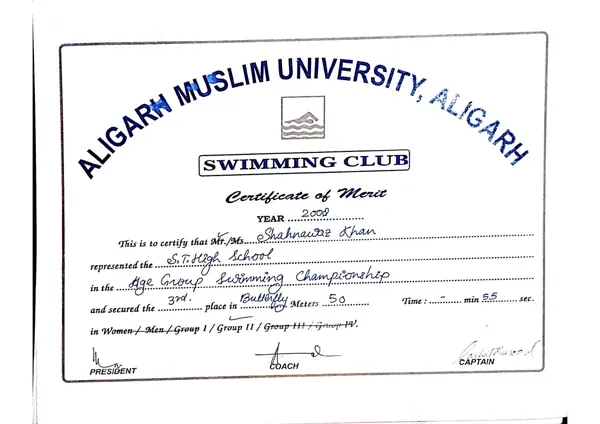 ALIGARH MUSLIM UNIVERSITY, ALIGARH
SWIMMING CLUB
Certificate of Merit
YEAR ...2008...
This is to certify that Mr./Ms. Shahnawaz Khan
represented the S.T. High School
in the Age Group Swimming Championship
and secured the 3rd. place in Butterfly Meters 50 Time : - min 55 sec.
in Women / Men / Group I / Group II / Group III / Group IV.
PRESIDENT COACH CAPTAIN